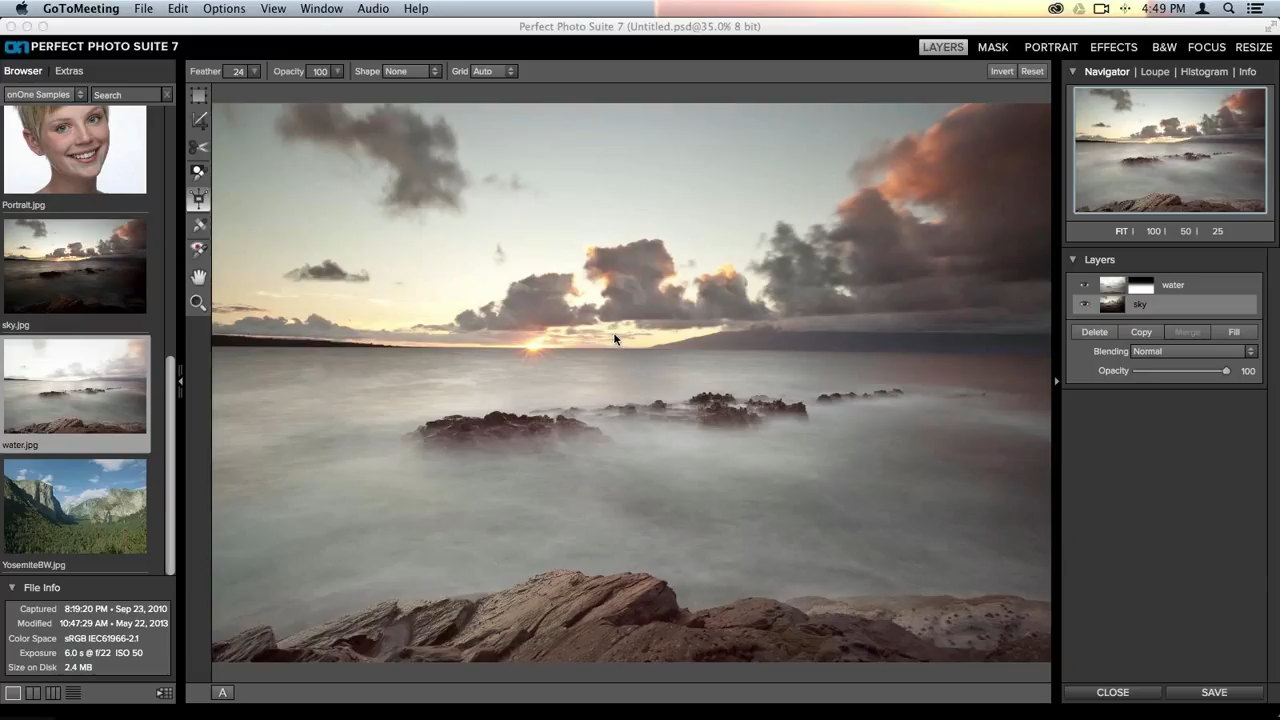 GoToMeeting File Edit Options View Window Audio Help 4:49 PM
Perfect Photo Suite 7 (Untitled.psd@35.0% 8 bit)
on PERFECT PHOTO SUITE 7 LAYERS MASK PORTRAIT EFFECTS B&W FOCUS RESIZE
Browser Extras Feather 24 Opacity 100 Shape None Grid Auto Invert Reset Navigator Loupe Histogram Info
onOne Samples Search X
Portrait.jpg
FIT 100 50 25
Layers
water
sky
sky.jpg
Delete Copy Merge Fill
Blending Normal
Opacity 100
water.jpg
YosemiteBW.jpg
File Info
Captured 8:19:20 PM • Sep 23, 2010
Modified 10:47:29 AM • May 22, 2013
Color Space sRGB IEC61966-2.1
Exposure 6.0 s @ f/22 ISO 50
Size on Disk 2.4 MB
A CLOSE SAVE